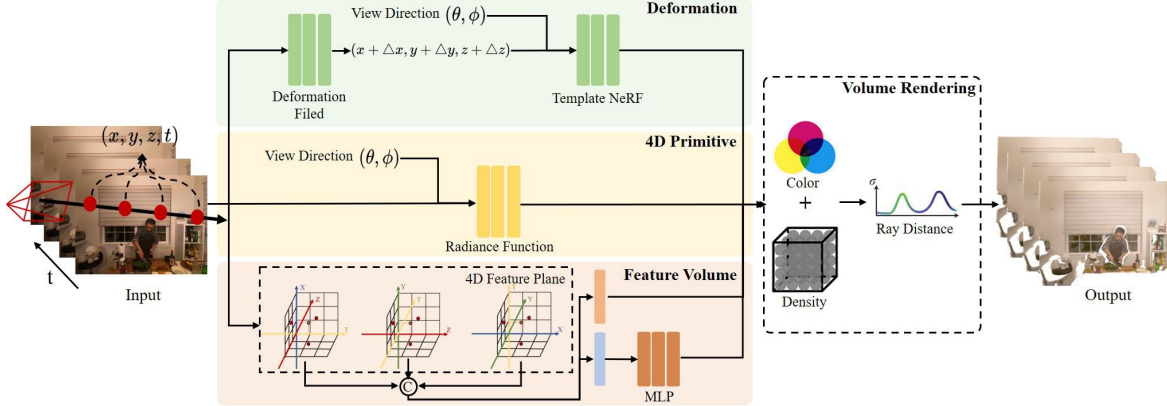 Deformation
View Direction (θ, ϕ)
(x + △x, y + △y, z + △z)
Deformation
Filed
Template NeRF
4D Primitive
View Direction (θ, ϕ)
Radiance Function
Feature Volume
4D Feature Plane
X
Z
T
Y
T
Z
T
Y
X
C
MLP
(x, y, z, t)
t
Input
Volume Rendering
Color
+
Density
σ
Ray Distance
Output